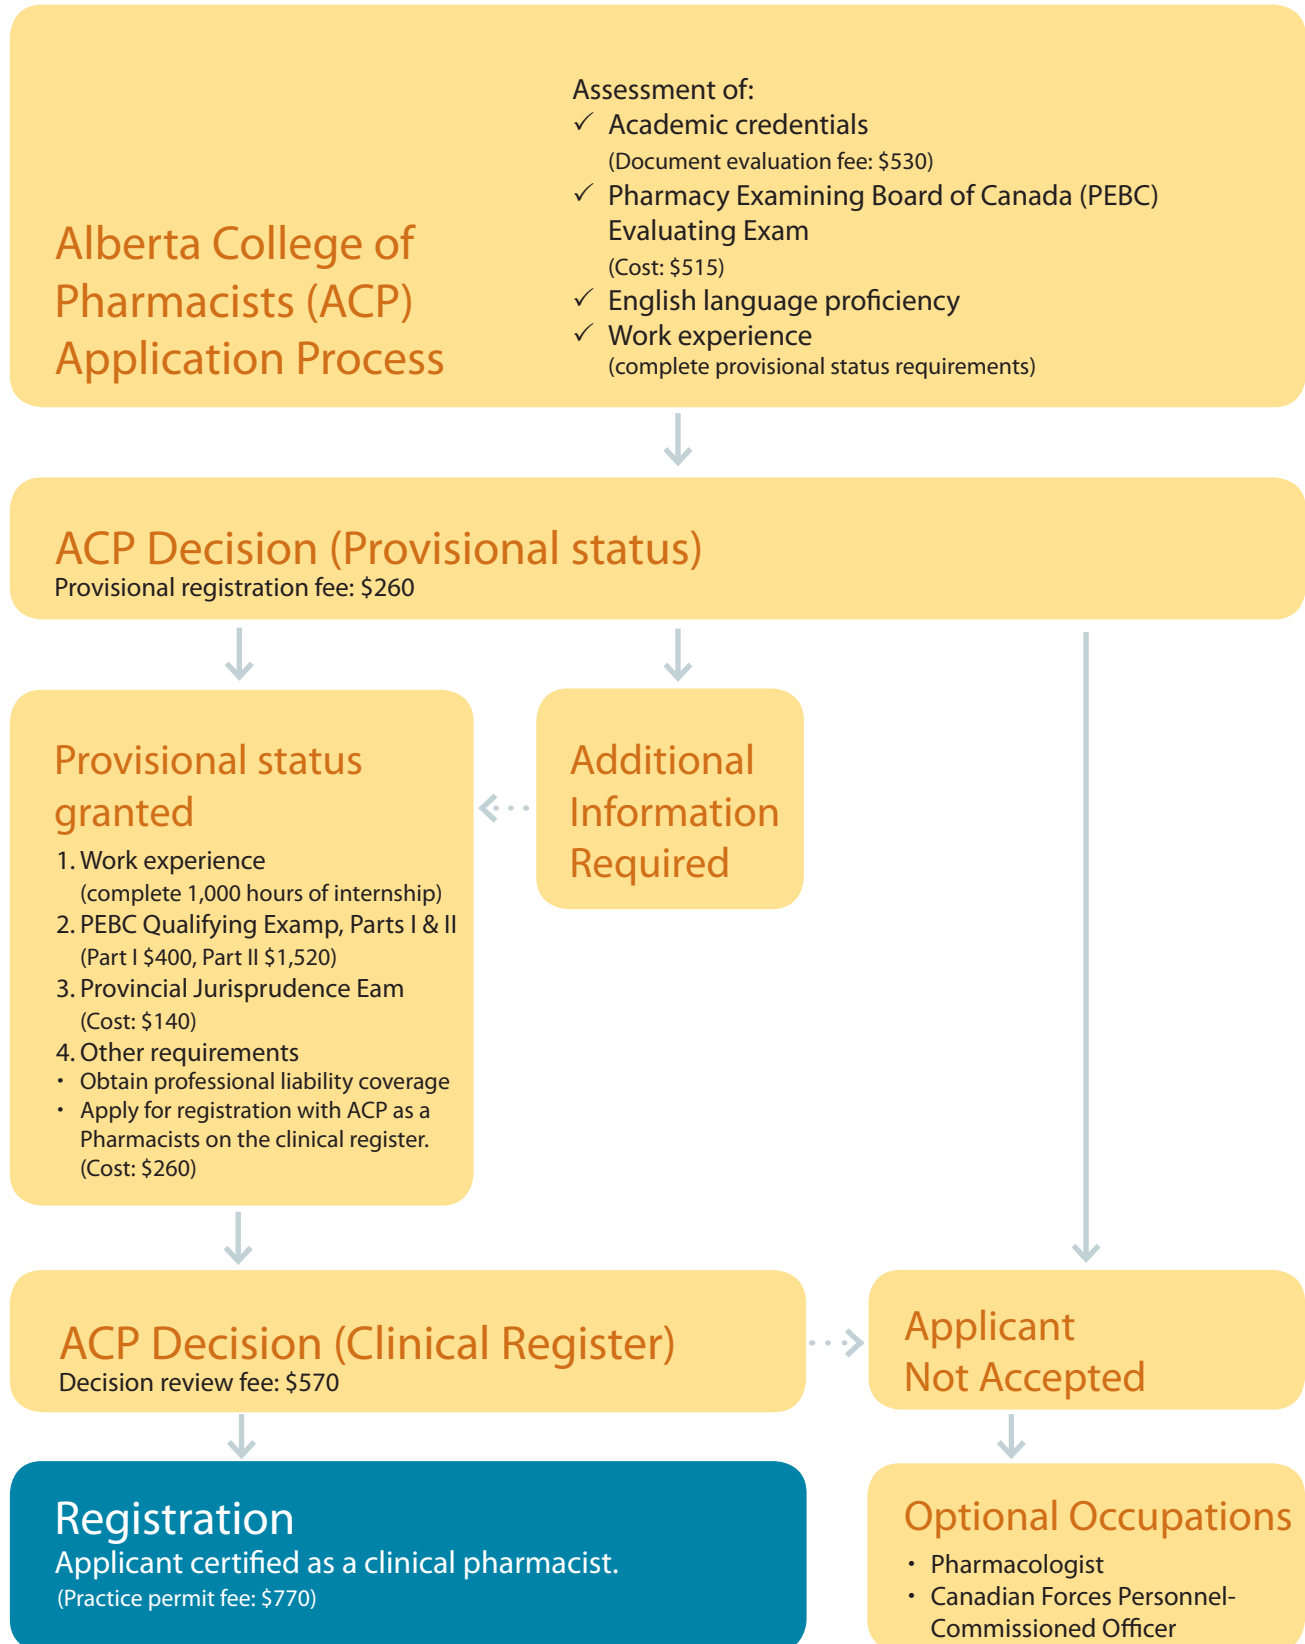 Alberta College of
Pharmacists (ACP)
Application Process
Assessment of:
✓ Academic credentials
(Document evaluation fee: $530)
✓ Pharmacy Examining Board of Canada (PEBC)
Evaluating Exam
(Cost: $515)
✓ English language proficiency
✓ Work experience
(complete provisional status requirements)
ACP Decision (Provisional status)
Provisional registration fee: $260
Provisional status
granted
1. Work experience
(complete 1,000 hours of internship)
2. PEBC Qualifying Examp, Parts I & II
(Part I $400, Part II $1,520)
3. Provincial Jurisprudence Eam
(Cost: $140)
4. Other requirements
• Obtain professional liability coverage
• Apply for registration with ACP as a
Pharmacists on the clinical register.
(Cost: $260)
Additional
Information
Required
ACP Decision (Clinical Register)
Decision review fee: $570
Applicant
Not Accepted
Registration
Applicant certified as a clinical pharmacist.
(Practice permit fee: $770)
Optional Occupations
• Pharmacologist
• Canadian Forces Personnel-
Commissioned Officer